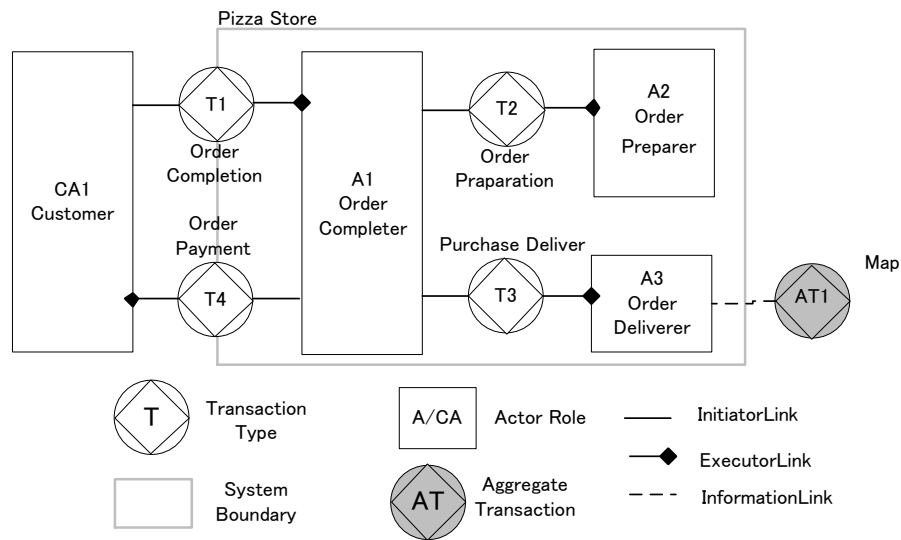 Pizza Store
T1
Order
Completion
CA1
Customer
Order
Payment
T4
A1
Order
Completer
T2
Order
Praparation
A2
Order
Preparer
Purchase Deliver
T3
A3
Order
Deliverer
Map
AT1
T
Transaction
Type
A/CA
Actor Role
InitiatorLink
ExecutorLink
System
Boundary
AT
Aggregate
Transaction
InformationLink